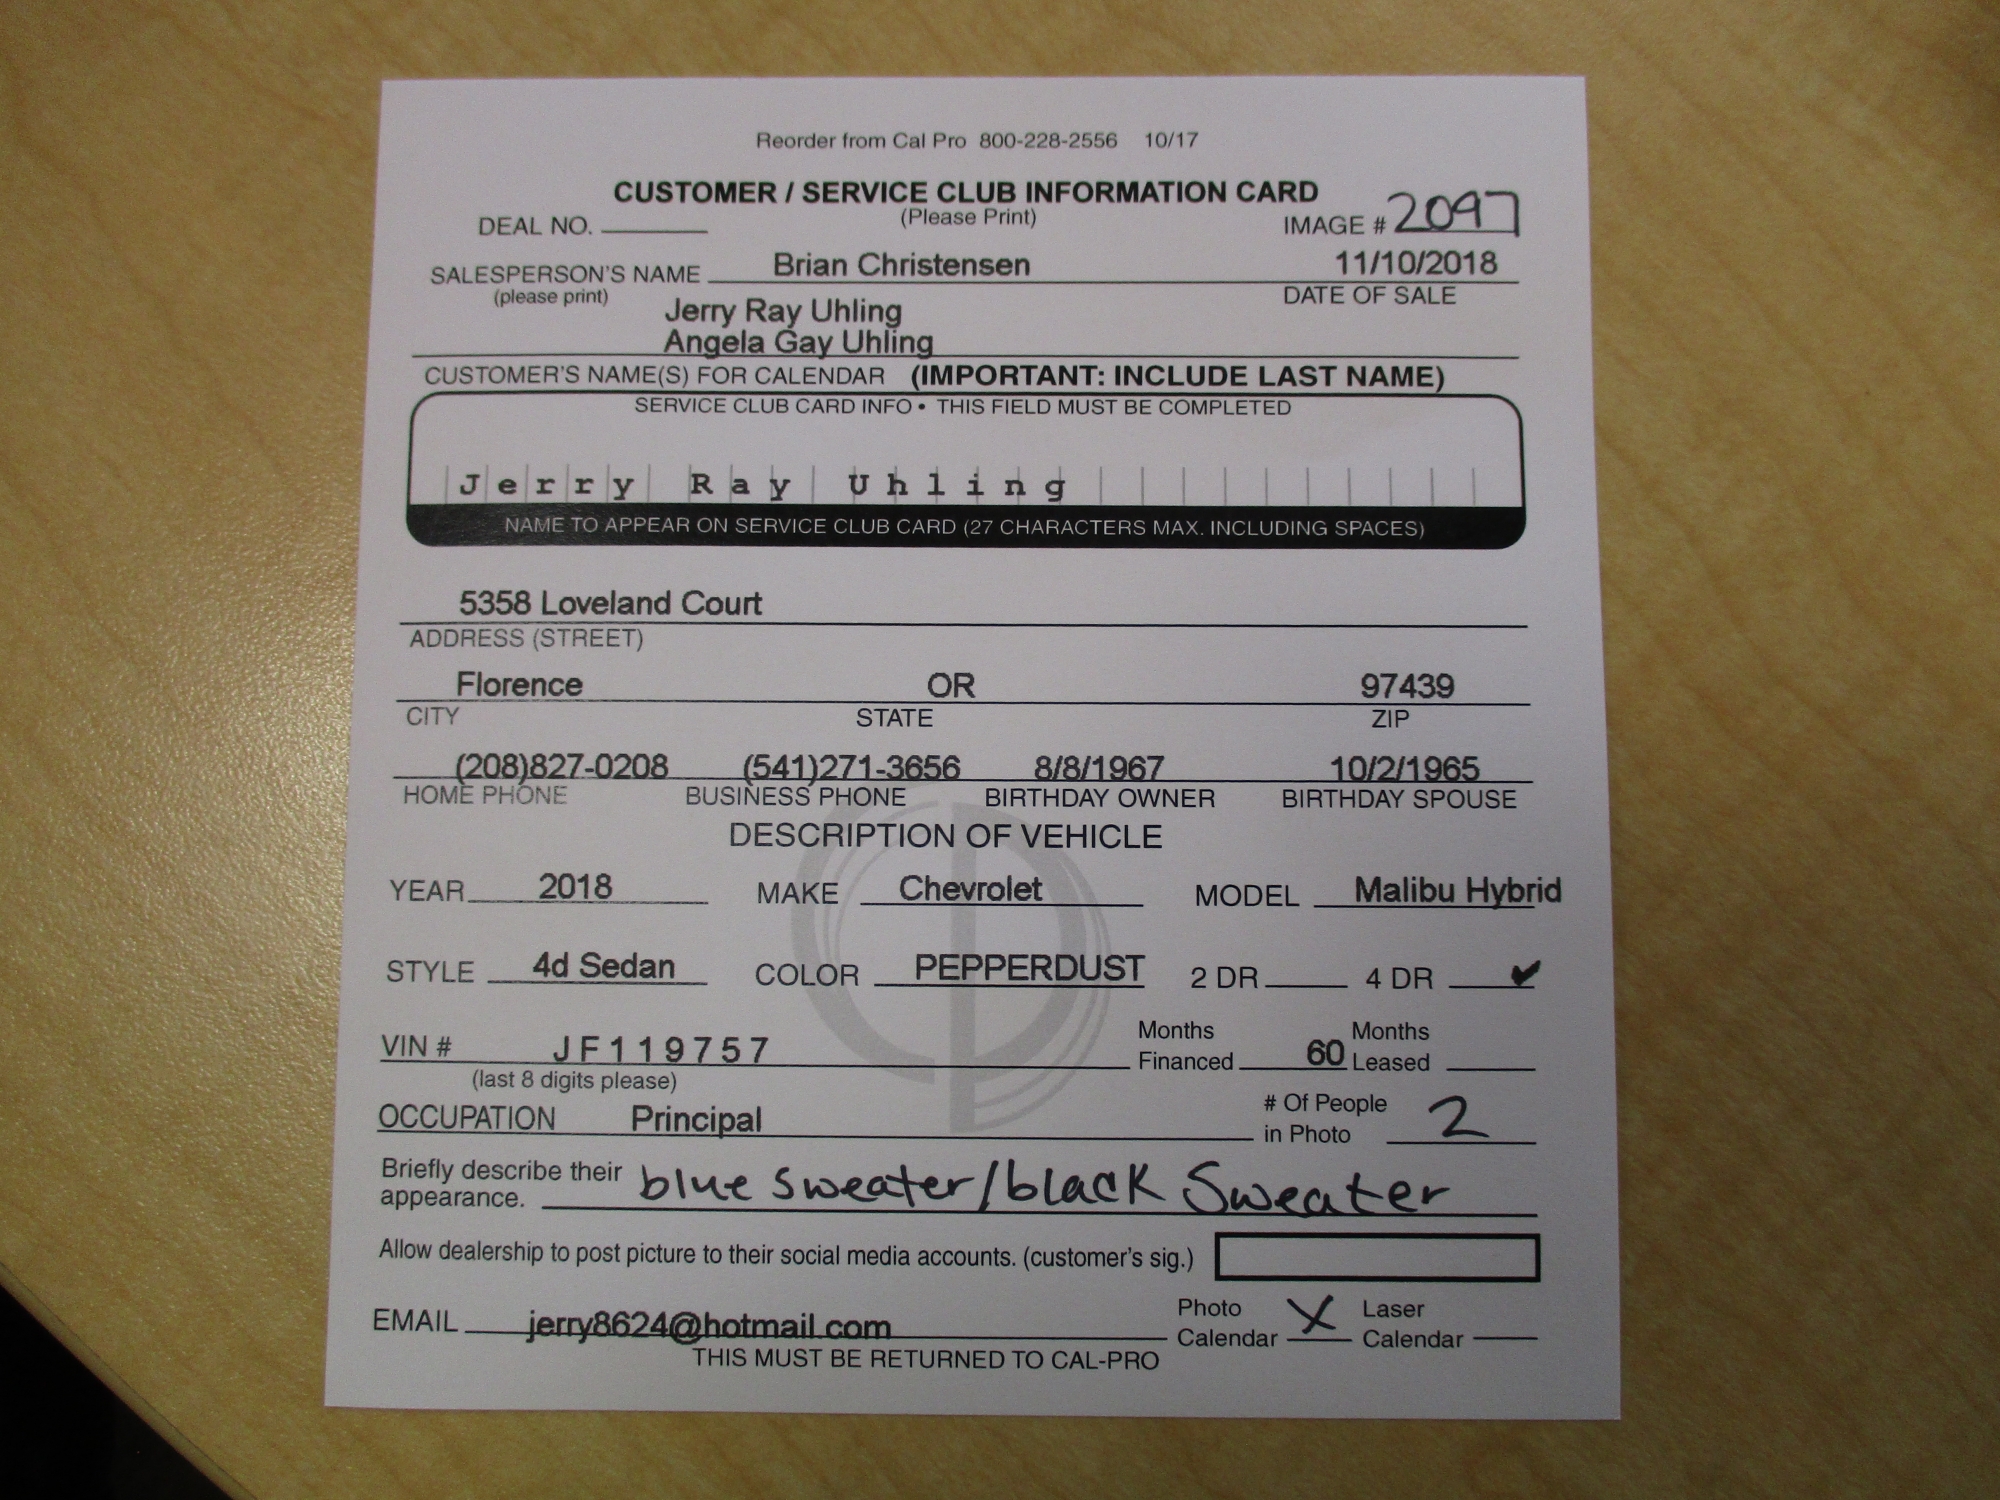 Reorder from Cal Pro 800-228-2556 10/17
CUSTOMER / SERVICE CLUB INFORMATION CARD
(Please Print)
DEAL NO. IMAGE # 2097
SALESPERSON'S NAME Brian Christensen 11/10/2018
(please print) DATE OF SALE
Jerry Ray Uhling
Angela Gay Uhling
CUSTOMER'S NAME(S) FOR CALENDAR (IMPORTANT: INCLUDE LAST NAME)
SERVICE CLUB CARD INFO • THIS FIELD MUST BE COMPLETED
Jerry Ray Uhling
NAME TO APPEAR ON SERVICE CLUB CARD (27 CHARACTERS MAX. INCLUDING SPACES)
5358 Loveland Court
ADDRESS (STREET)
Florence OR 97439
CITY STATE ZIP
(208)827-0208 (541)271-3656 8/8/1967 10/2/1965
HOME PHONE BUSINESS PHONE BIRTHDAY OWNER BIRTHDAY SPOUSE
DESCRIPTION OF VEHICLE
YEAR 2018 MAKE Chevrolet MODEL Malibu Hybrid
STYLE 4d Sedan COLOR PEPPERDUST 2 DR 4 DR ✔
VIN # JF119757 Months Financed 60 Months Leased
(last 8 digits please)
OCCUPATION Principal # Of People in Photo 2
Briefly describe their appearance. blue sweater/black Sweater
Allow dealership to post picture to their social media accounts. (customer's sig.)
EMAIL jerry8624@hotmail.com Photo Calendar X Laser Calendar
THIS MUST BE RETURNED TO CAL-PRO